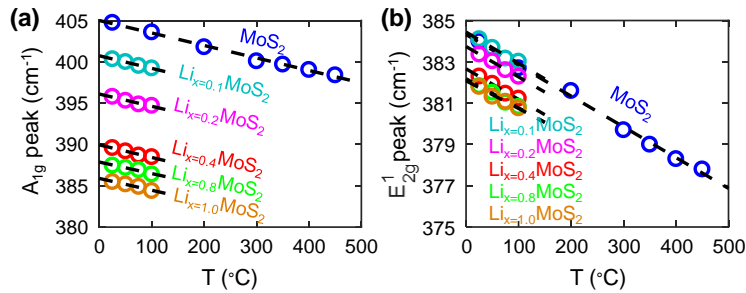 (a)
A1g peak (cm-1)
405
400
395
390
385
380
MoS2
Lix=0.1MoS2
Lix=0.2MoS2
Lix=0.4MoS2
Lix=0.8MoS2
Lix=1.0MoS2
0 100 200 300 400 500
T (°C)
(b)
E12g peak (cm-1)
385
383
381
379
377
375
MoS2
Lix=0.1MoS2
Lix=0.2MoS2
Lix=0.4MoS2
Lix=0.8MoS2
Lix=1.0MoS2
0 100 200 300 400 500
T (°C)